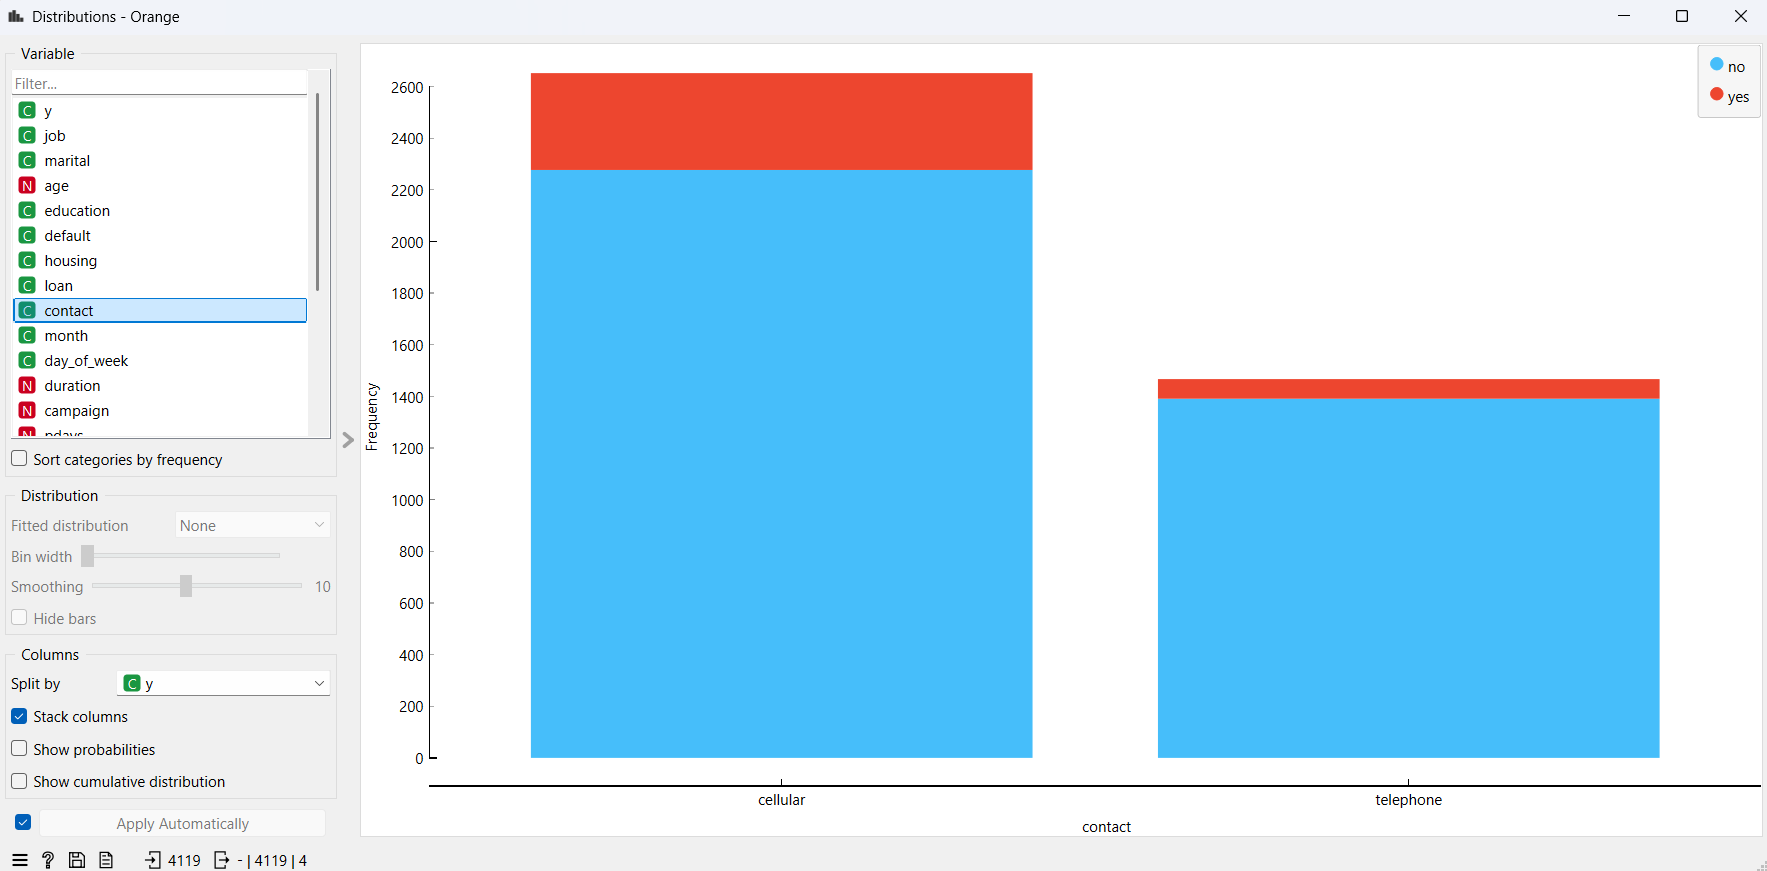 Distributions - Orange
Variable
Filter...
C y
C job
C marital
N age
C education
C default
C housing
C loan
C contact
C month
C day_of_week
N duration
N campaign
N pdays
Sort categories by frequency
Distribution
Fitted distribution None
Bin width
Smoothing 10
Hide bars
Columns
Split by C y
Stack columns
Show probabilities
Show cumulative distribution
Apply Automatically
? 4119 - | 4119 | 4
no
yes
2600
2400
2200
2000
1800
1600
1400
1200
1000
800
600
400
200
0
Frequency
cellular telephone
contact